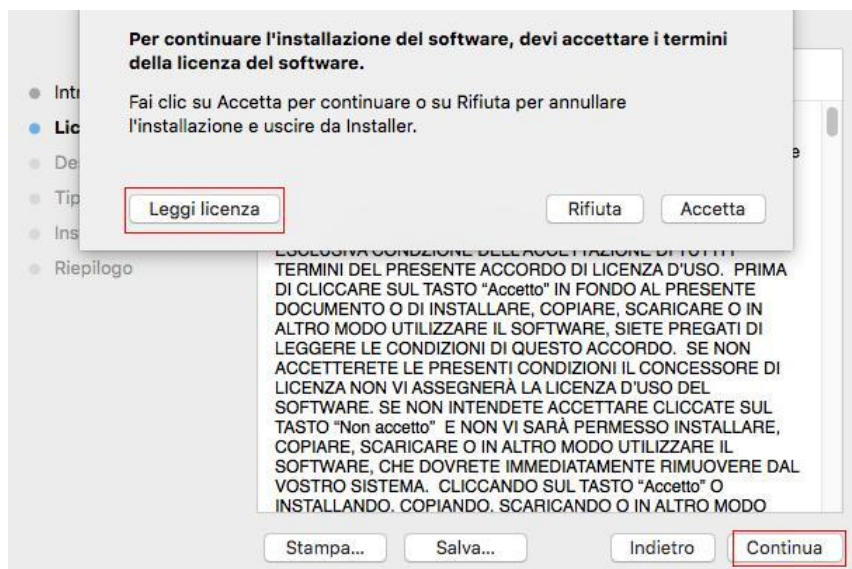 Per continuare l'installazione del software, devi accettare i termini
della licenza del software.
Fai clic su Accetta per continuare o su Rifiuta per annullare
l'installazione e uscire da Installer.
Leggi licenza
Rifiuta
Accetta
Riepilogo
TERMINI DEL PRESENTE ACCORDO DI LICENZA D'USO. PRIMA
DI CLICCARE SUL TASTO “Accetto” IN FONDO AL PRESENTE
DOCUMENTO O DI INSTALLARE, COPIARE, SCARICARE O IN
ALTRO MODO UTILIZZARE IL SOFTWARE, SIETE PREGATI DI
LEGGERE LE CONDIZIONI DI QUESTO ACCORDO. SE NON
ACCETTERETE LE PRESENTI CONDIZIONI IL CONCESSORE DI
LICENZA NON VI ASSEGNERÀ LA LICENZA D'USO DEL
SOFTWARE. SE NON INTENDETE ACCETTARE CLICCATE SUL
TASTO “Non accetto” E NON VI SARÀ PERMESSO INSTALLARE,
COPIARE, SCARICARE O IN ALTRO MODO UTILIZZARE IL
SOFTWARE, CHE DOVRETE IMMEDIATAMENTE RIMUOVERE DAL
VOSTRO SISTEMA. CLICCANDO SUL TASTO “Accetto” O
INSTALLANDO, COPIANDO, SCARICANDO O IN ALTRO MODO
Stampa...
Salva...
Indietro
Continua